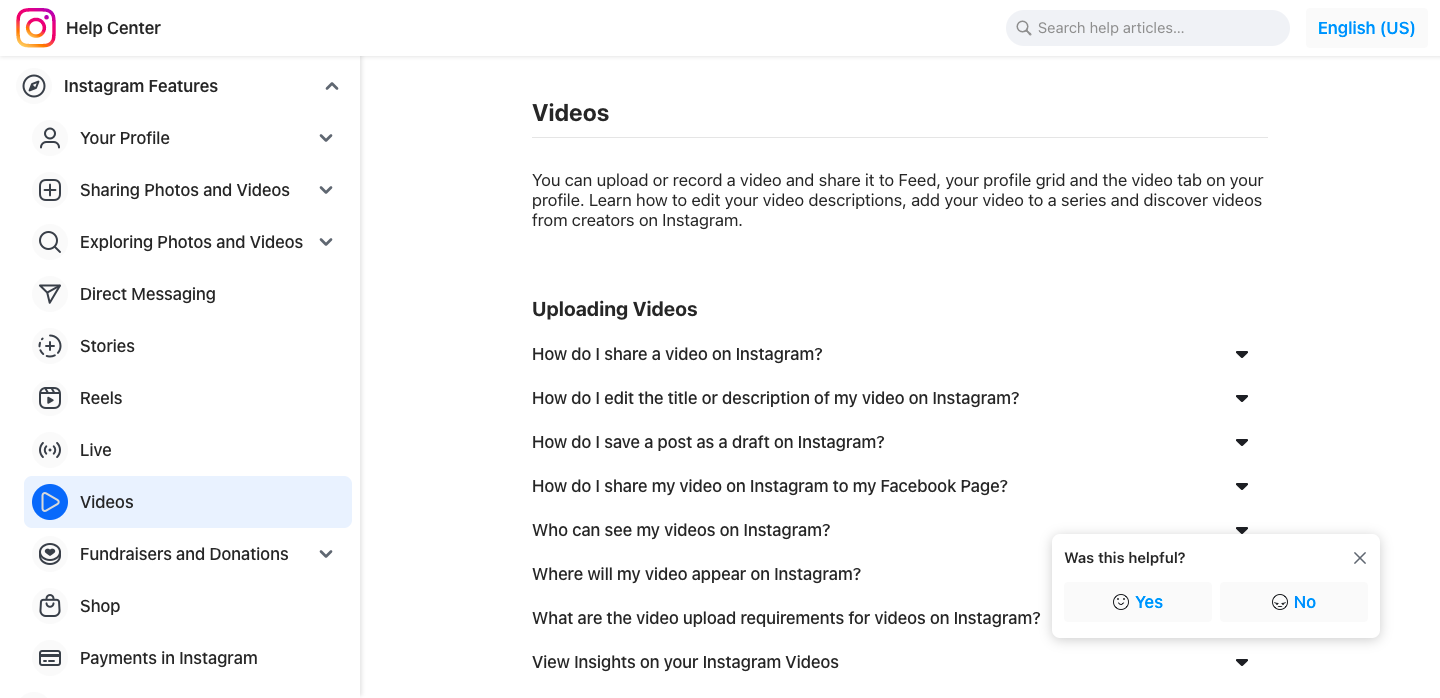 Help Center
Search help articles...
English (US)
Instagram Features
Your Profile
Sharing Photos and Videos
Exploring Photos and Videos
Direct Messaging
Stories
Reels
Live
Videos
Fundraisers and Donations
Shop
Payments in Instagram
Videos
You can upload or record a video and share it to Feed, your profile grid and the video tab on your
profile. Learn how to edit your video descriptions, add your video to a series and discover videos
from creators on Instagram.
Uploading Videos
How do I share a video on Instagram?
How do I edit the title or description of my video on Instagram?
How do I save a post as a draft on Instagram?
How do I share my video on Instagram to my Facebook Page?
Who can see my videos on Instagram?
Where will my video appear on Instagram?
What are the video upload requirements for videos on Instagram?
View Insights on your Instagram Videos
Was this helpful?
Yes
No